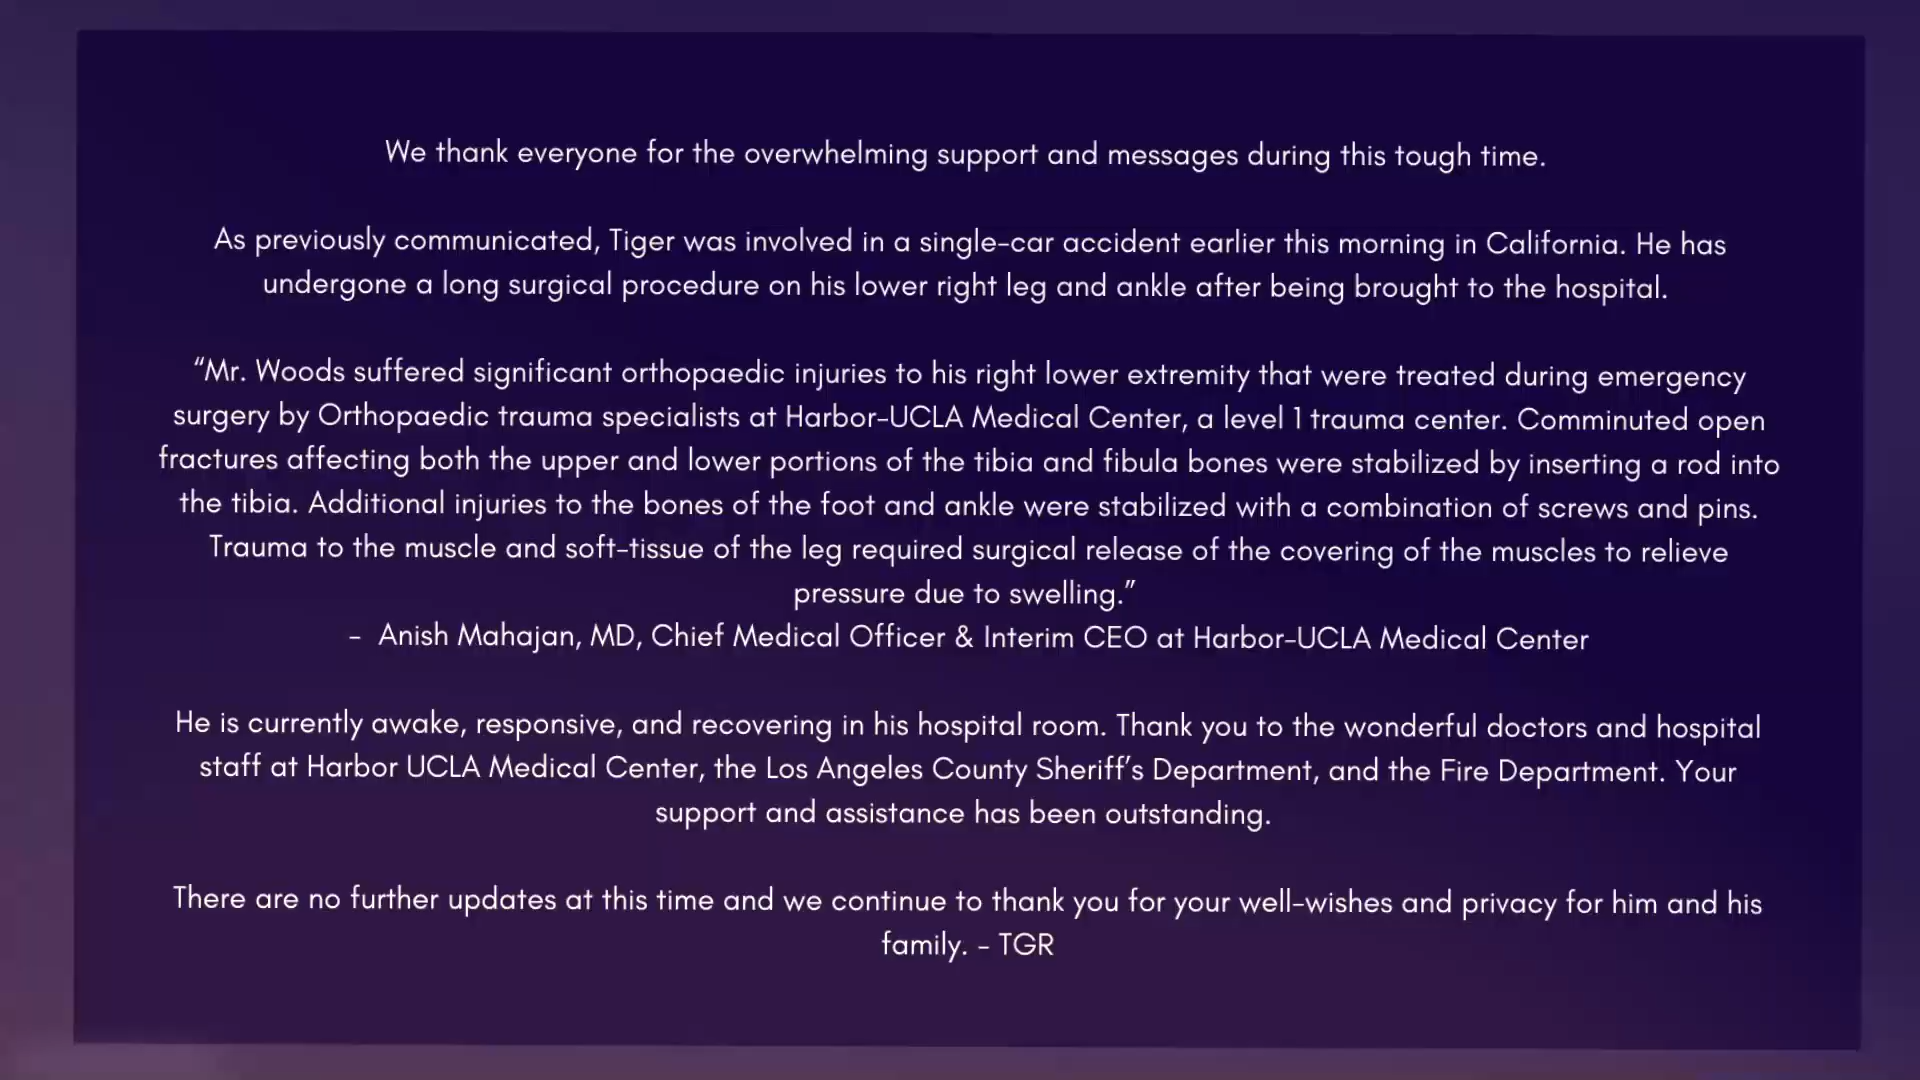 We thank everyone for the overwhelming support and messages during this tough time.
As previously communicated, Tiger was involved in a single-car accident earlier this morning in California. He has
undergone a long surgical procedure on his lower right leg and ankle after being brought to the hospital.
“Mr. Woods suffered significant orthopaedic injuries to his right lower extremity that were treated during emergency
surgery by Orthopaedic trauma specialists at Harbor-UCLA Medical Center, a level 1 trauma center. Comminuted open
fractures affecting both the upper and lower portions of the tibia and fibula bones were stabilized by inserting a rod into
the tibia. Additional injuries to the bones of the foot and ankle were stabilized with a combination of screws and pins.
Trauma to the muscle and soft-tissue of the leg required surgical release of the covering of the muscles to relieve
pressure due to swelling.”
- Anish Mahajan, MD, Chief Medical Officer & Interim CEO at Harbor-UCLA Medical Center
He is currently awake, responsive, and recovering in his hospital room. Thank you to the wonderful doctors and hospital
staff at Harbor UCLA Medical Center, the Los Angeles County Sheriff’s Department, and the Fire Department. Your
support and assistance has been outstanding.
There are no further updates at this time and we continue to thank you for your well-wishes and privacy for him and his
family. - TGR